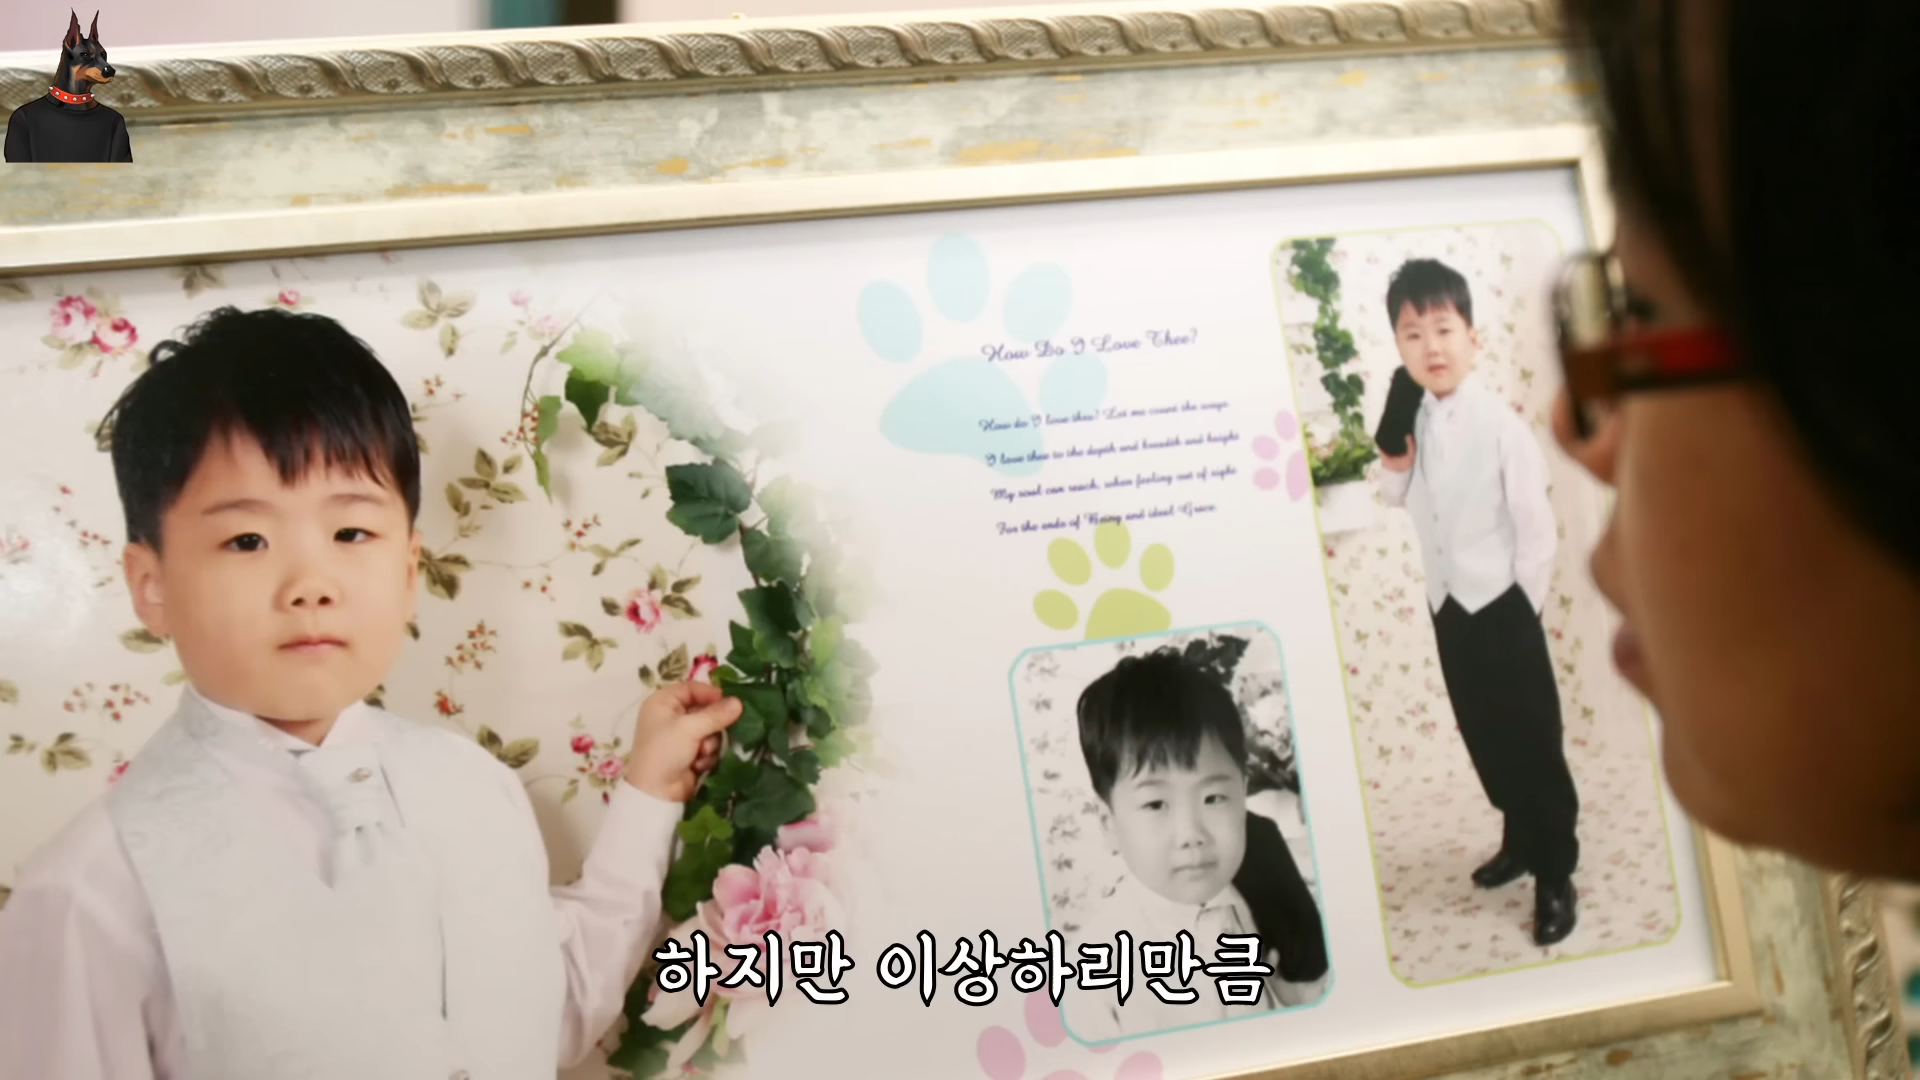 How Do I Love Thee?
How do I love thee? Let me count the ways.
I love thee to the depth and breadth and height
My soul can reach, when feeling out of sight
For the ends of Being and ideal Grace.
하지만 이상하리만큼